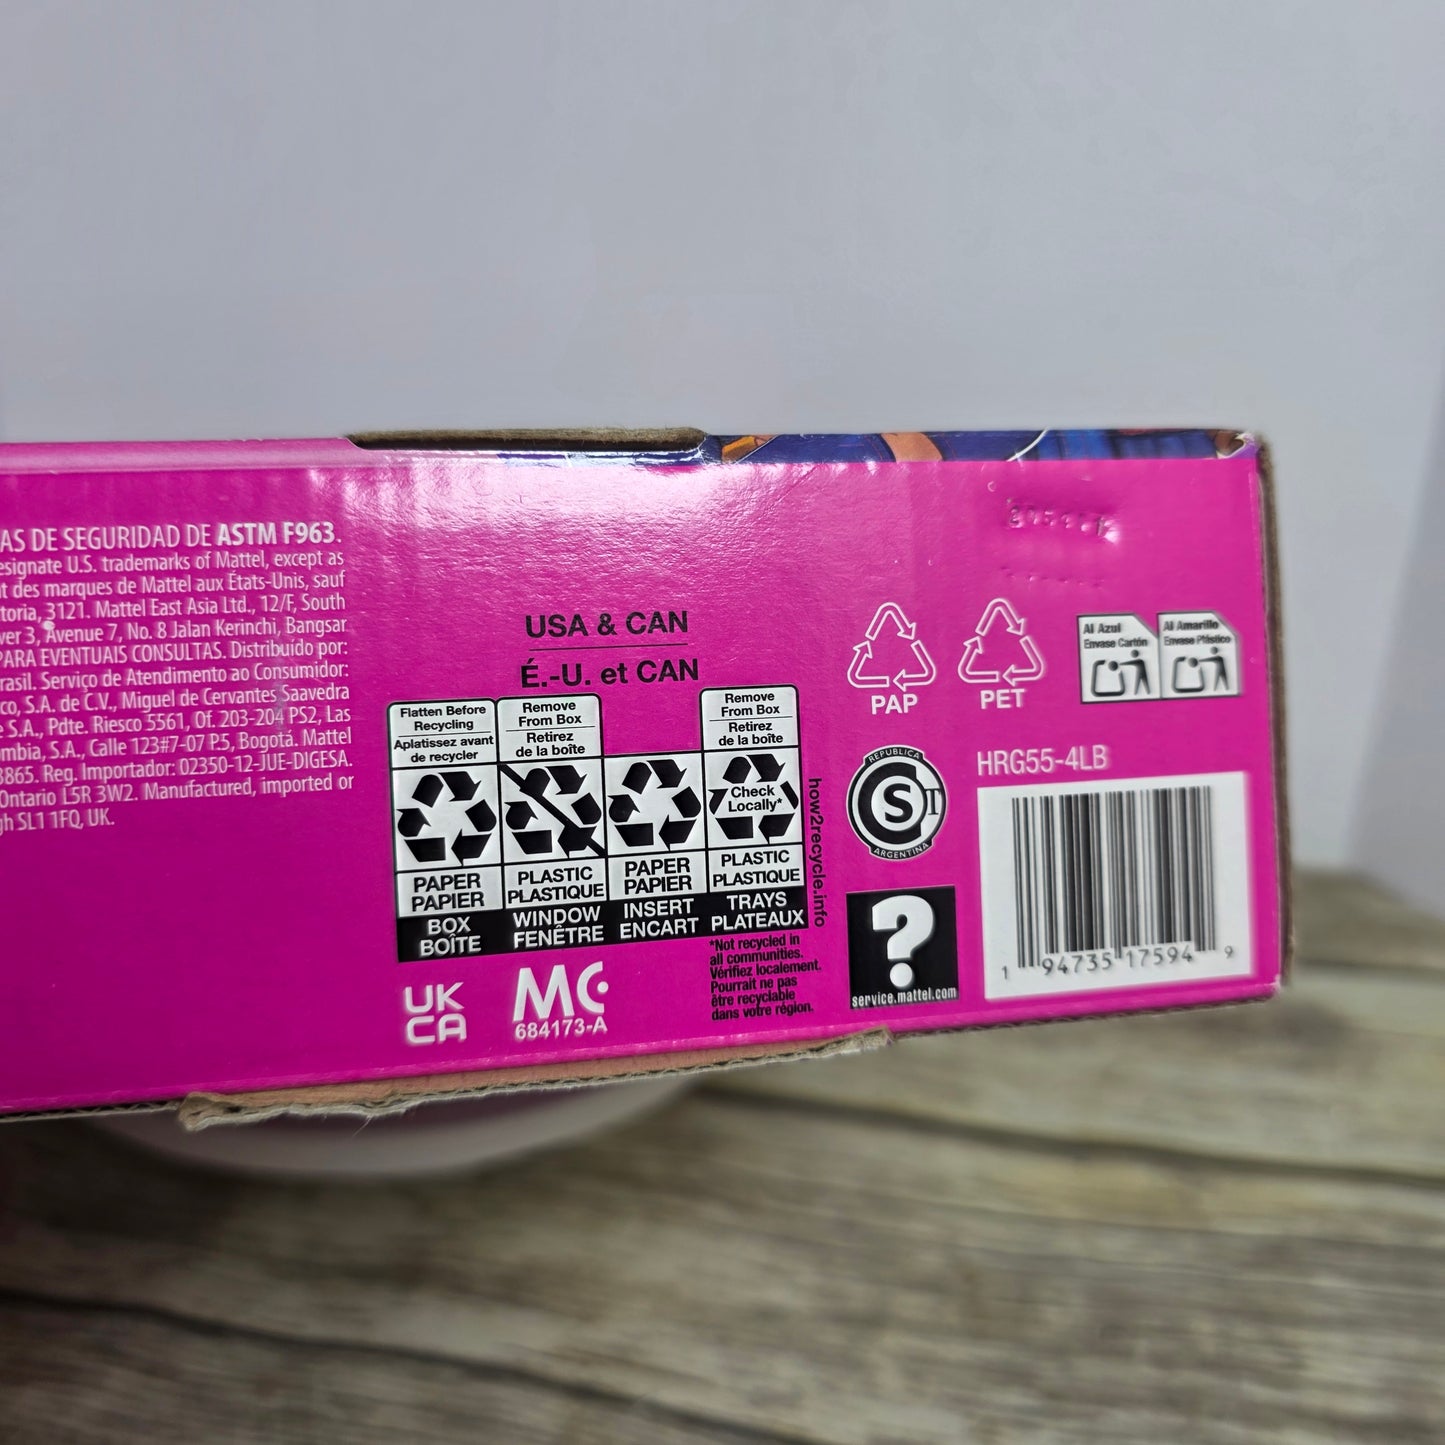 AS DE SEGURIDAD DE ASTM F963.
esignate U.S. trademarks of Mattel, except as
t des marques de Mattel aux États-Unis, sauf
toria, 3121. Mattel East Asia Ltd., 12/F, South
ver 3, Avenue 7, No. 8 Jalan Kerinchi, Bangsar
PARA EVENTUAIS CONSULTAS. Distribuído por:
rasil. Serviço de Atendimento ao Consumidor:
co, S.A. de C.V., Miguel de Cervantes Saavedra
e S.A., Pdte. Riesco 5561, Of. 203-204 PS2, Las
ombia, S.A., Calle 123#7-07 P.5, Bogotá. Mattel
3865. Reg. Importador: 02350-12-JUE-DIGESA.
Ontario L5R 3W2. Manufactured, imported or
gh SL1 1FQ, UK.
USA & CAN
É.-U. et CAN
Flatten Before
Recycling
Aplatissez avant
de recycler
PAPER
PAPIER
BOX
BOÎTE
Remove
From Box
Retirez
de la boîte
PLASTIC
PLASTIQUE
WINDOW
FENÊTRE
PAPER
PAPIER
INSERT
ENCART
Remove
From Box
Retirez
de la boîte
Check
Locally*
PLASTIC
PLASTIQUE
TRAYS
PLATEAUX
how2recycle.info
*Not recycled in
all communities.
Vérifiez localement.
Pourrait ne pas
être recyclable
dans votre région.
UK
CA
MC
684173-A
PAP
PET
Al Azul
Envase Cartón
Al Amarillo
Envase Plástico
REPUBLICA
S
T
ARGENTINA
?
service.mattel.com
HRG55-4LB
1 94735 17594 9